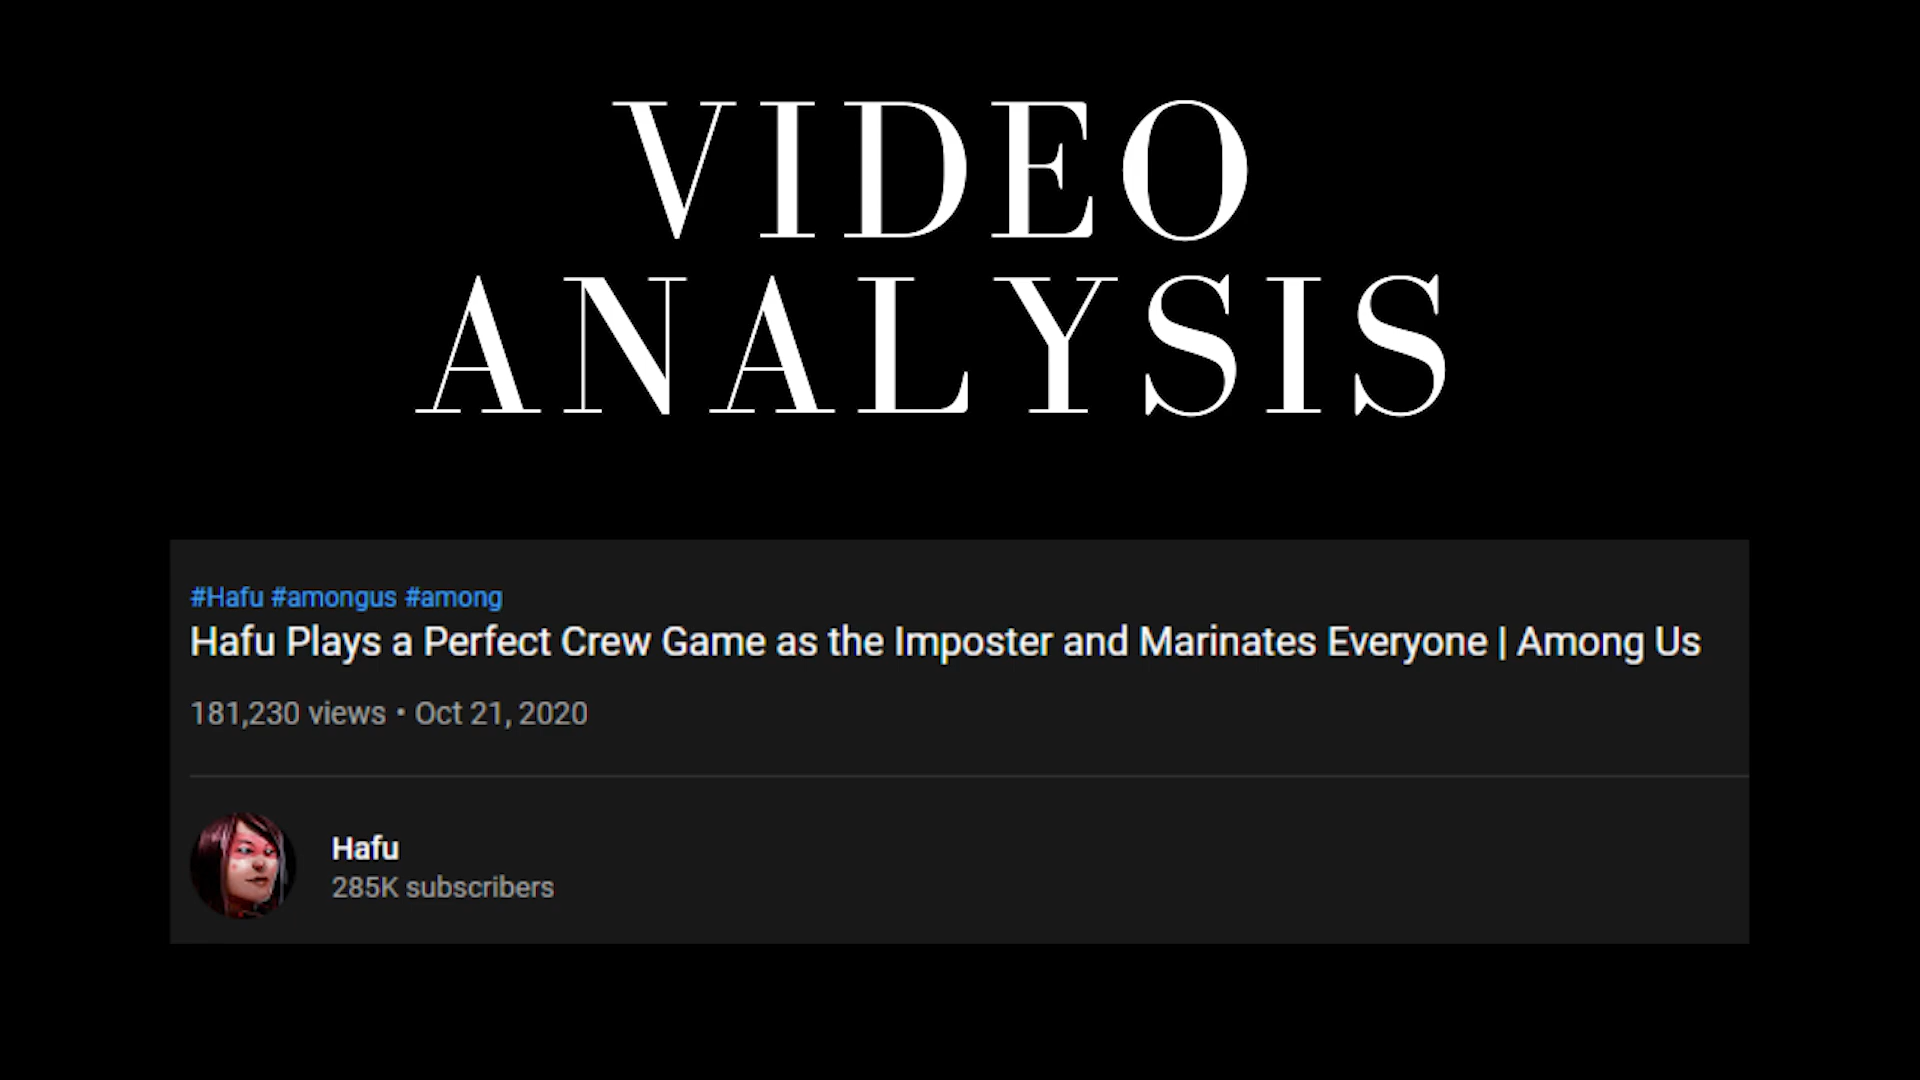 VIDEO
ANALYSIS
#Hafu #amongus #among
Hafu Plays a Perfect Crew Game as the Imposter and Marinates Everyone | Among Us
181,230 views • Oct 21, 2020
Hafu
285K subscribers